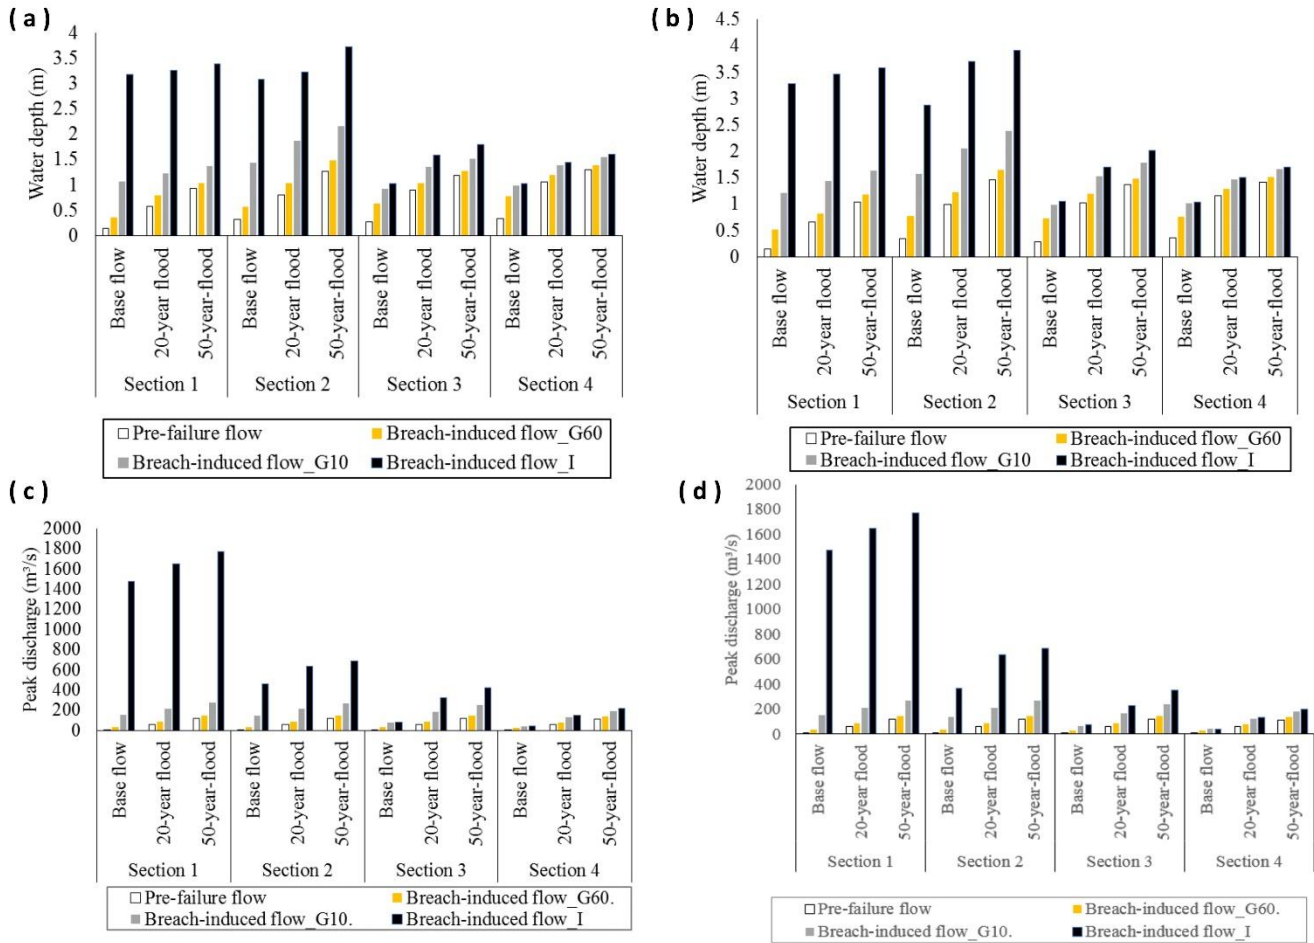 ( a )
4
3.5
3
2.5
2
1.5
1
0.5
0
Water depth (m)
Base flow
20-year flood
50-year-flood
Base flow
20-year flood
50-year-flood
Base flow
20-year flood
50-year-flood
Base flow
20-year flood
50-year-flood
Section 1
Section 2
Section 3
Section 4
Pre-failure flow
Breach-induced flow_G60
Breach-induced flow_G10
Breach-induced flow_I
( b )
4.5
4
3.5
3
2.5
2
1.5
1
0.5
0
Water depth (m)
Base flow
20-year flood
50-year-flood
Base flow
20-year flood
50-year-flood
Base flow
20-year flood
50-year-flood
Base flow
20-year flood
50-year-flood
Section 1
Section 2
Section 3
Section 4
Pre-failure flow
Breach-induced flow_G60
Breach-induced flow_G10
Breach-induced flow_I
( c )
2000
1800
1600
1400
1200
1000
800
600
400
200
0
Peak discharge (m³/s)
Base flow
20-year flood
50-year-flood
Base flow
20-year flood
50-year-flood
Base flow
20-year flood
50-year-flood
Base flow
20-year flood
50-year-flood
Section 1
Section 2
Section 3
Section 4
Pre-failure flow
Breach-induced flow_G60.
Breach-induced flow_G10.
Breach-induced flow_I
( d )
2000
1800
1600
1400
1200
1000
800
600
400
200
0
Peak discharge (m³/s)
Base flow
20-year flood
50-year-flood
Base flow
20-year flood
50-year-flood
Base flow
20-year flood
50-year-flood
Base flow
20-year flood
50-year-flood
Section 1
Section 2
Section 3
Section 4
Pre-failure flow
Breach-induced flow_G60.
Breach-induced flow_G10.
Breach-induced flow_I